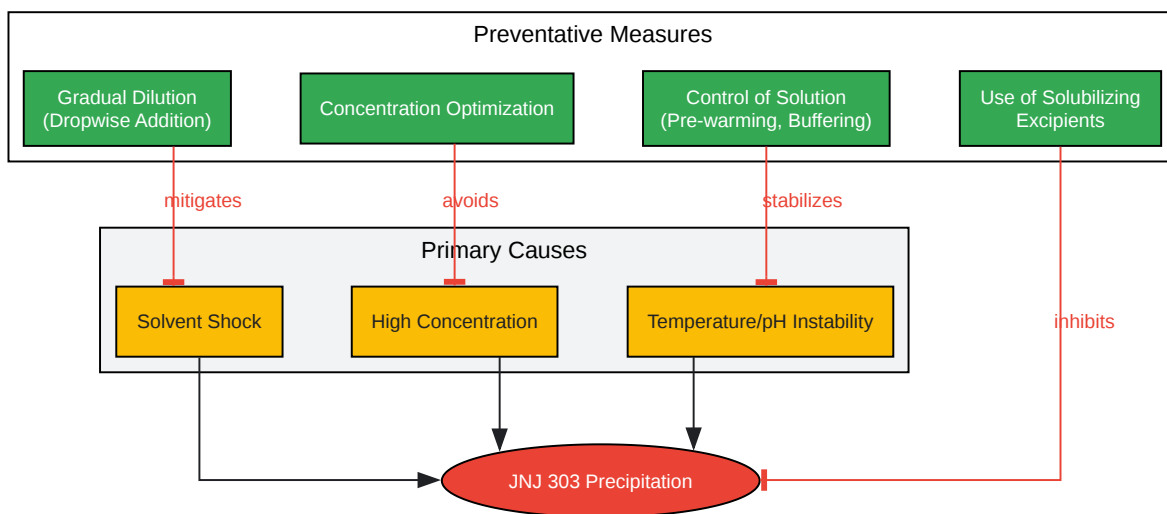 Preventative Measures
Gradual Dilution
(Dropwise Addition)
Concentration Optimization
Control of Solution
(Pre-warming, Buffering)
Use of Solubilizing
Excipients
mitigates
avoids
stabilizes
Primary Causes
Solvent Shock
High Concentration
Temperature/pH Instability
inhibits
JNJ 303 Precipitation